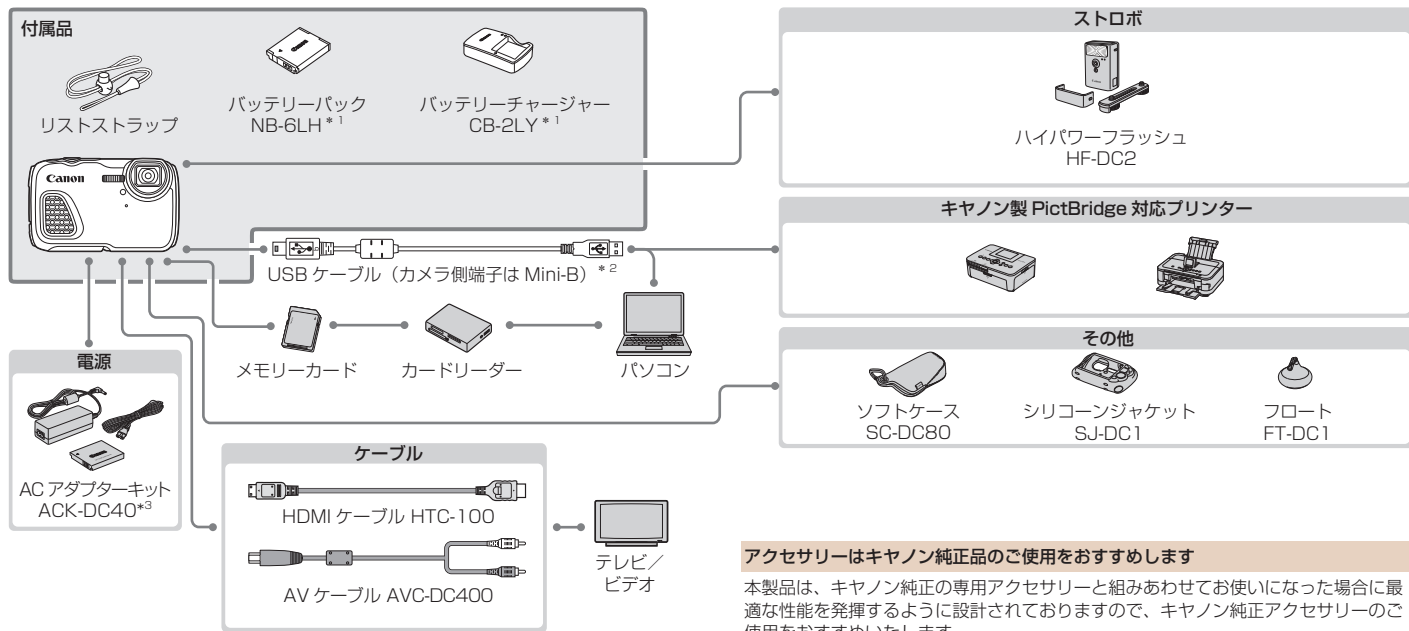 付属品
Canon
リストストラップ
バッテリーパック
NB-6LH*1
バッテリーチャージャー
CB-2LY*1
Canon
USB ケーブル（カメラ側端子は Mini-B）*2
メモリーカード
カードリーダー
パソコン
電源
AC アダプターキット
ACK-DC40*3
ケーブル
HDMI ケーブル HTC-100
AV ケーブル AVC-DC400
テレビ／
ビデオ
ストロボ
ハイパワーフラッシュ
HF-DC2
キヤノン製 PictBridge 対応プリンター
その他
ソフトケース
SC-DC80
シリコーンジャケット
SJ-DC1
フロート
FT-DC1
アクセサリーはキヤノン純正品のご使用をおすすめします
本製品は、キヤノン純正の専用アクセサリーと組みあわせてお使いになった場合に最
適な性能を発揮するように設計されておりますので、キヤノン純正アクセサリーのご
使用をおすすめいたします